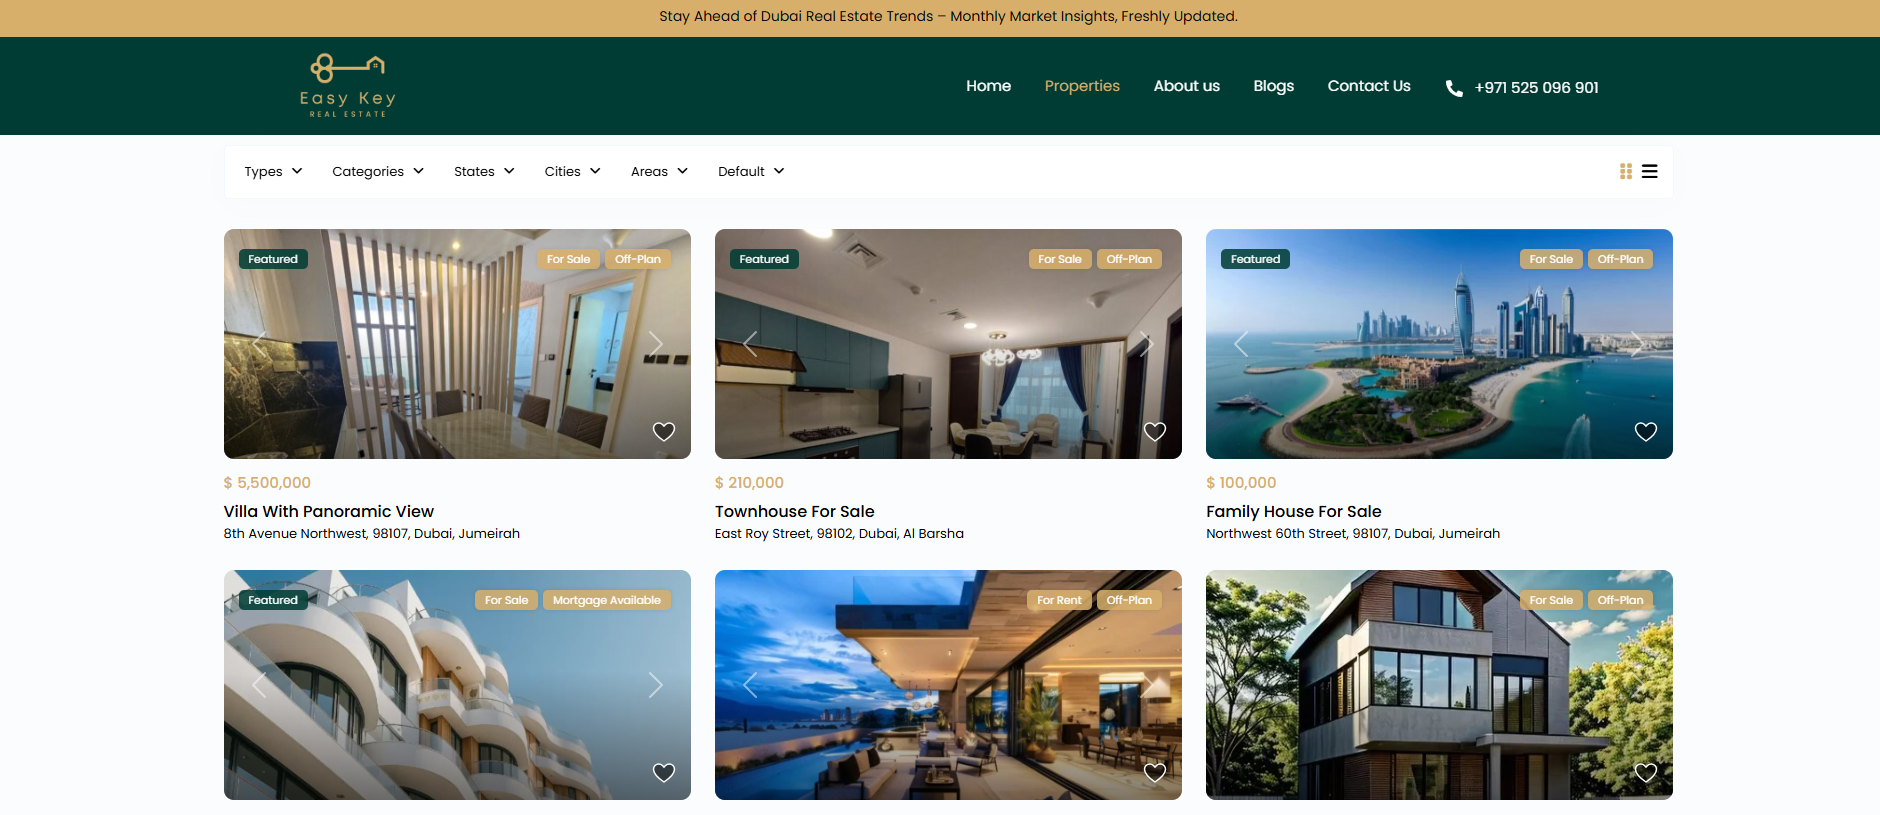 Stay Ahead of Dubai Real Estate Trends – Monthly Market Insights, Freshly Updated.
Easy Key
REAL ESTATE
Home Properties About us Blogs Contact Us +971 525 096 901
Types Categories States Cities Areas Default
Featured For Sale Off-Plan
Featured For Sale Off-Plan
Featured For Sale Off-Plan
$ 5,500,000
Villa With Panoramic View
8th Avenue Northwest, 98107, Dubai, Jumeirah
$ 210,000
Townhouse For Sale
East Roy Street, 98102, Dubai, Al Barsha
$ 100,000
Family House For Sale
Northwest 60th Street, 98107, Dubai, Jumeirah
Featured For Sale Mortgage Available
For Rent Off-Plan
For Sale Off-Plan